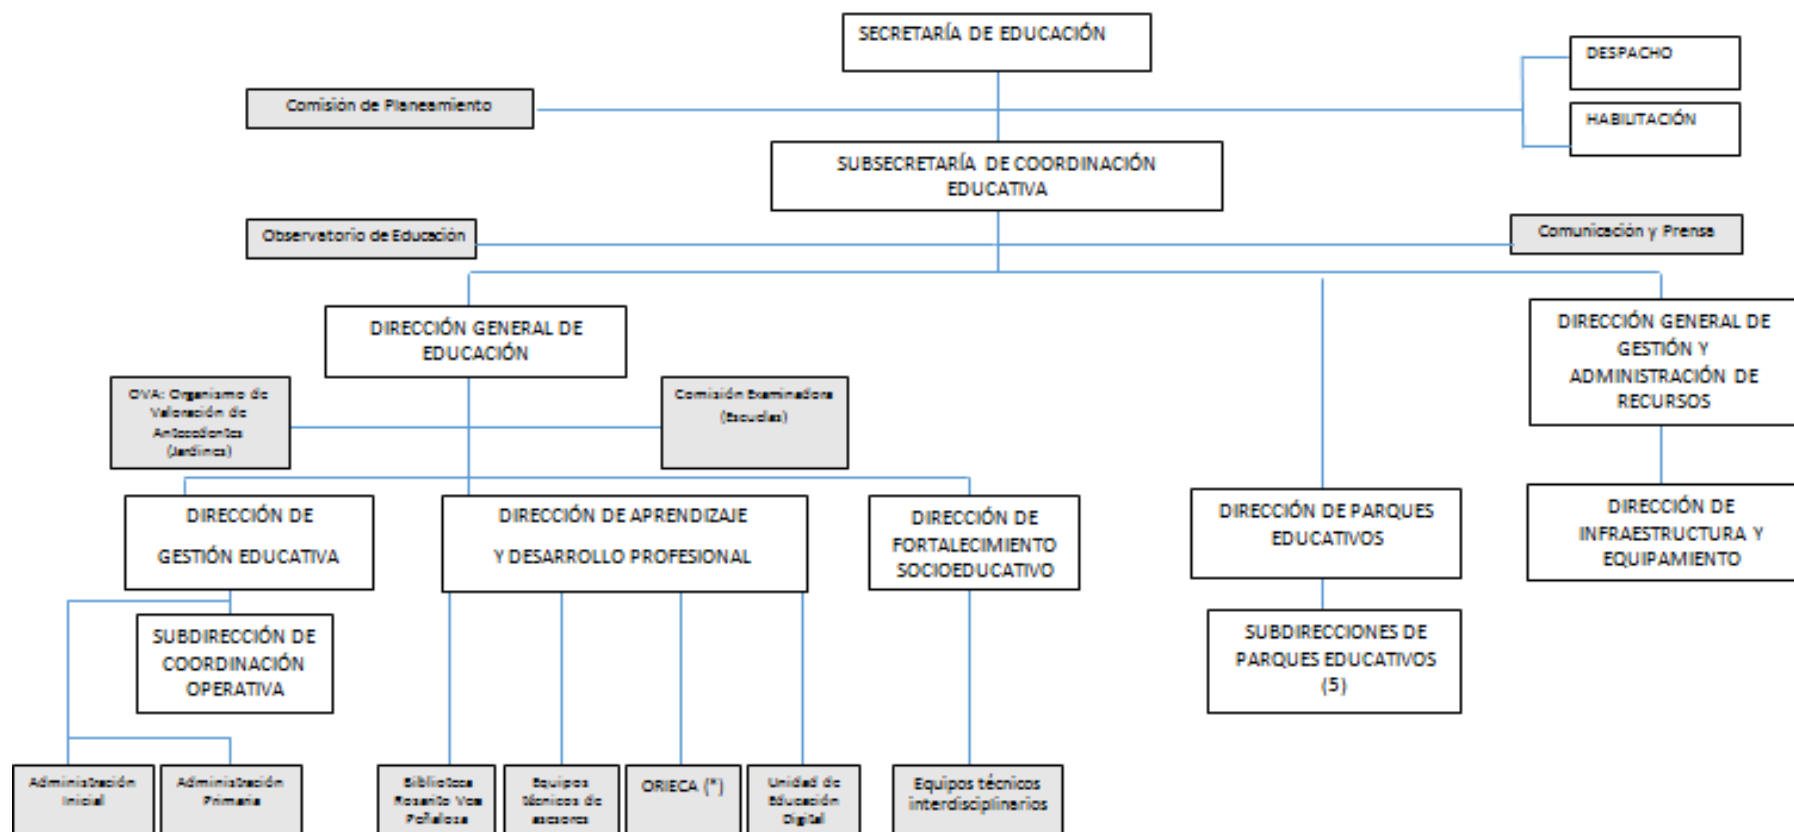 SECRETARÍA DE EDUCACIÓN
DESPACHO
Comisión de Planeamiento
HABILITACIÓN
SUBSECRETARÍA DE COORDINACIÓN
EDUCATIVA
Observatorio de Educación
Comunicación y Prensa
DIRECCIÓN GENERAL DE
EDUCACIÓN
DIRECCIÓN GENERAL DE
GESTIÓN Y
ADMINISTRACIÓN DE
RECURSOS
OVA: Organismo de
Valoración de
Antecedentes
(Jardines)
Comisión Examinadora
(Escuelas)
DIRECCIÓN DE
GESTIÓN EDUCATIVA
DIRECCIÓN DE APRENDIZAJE
Y DESARROLLO PROFESIONAL
DIRECCIÓN DE
FORTALECIMIENTO
SOCIOEDUCATIVO
DIRECCIÓN DE PARQUES
EDUCATIVOS
DIRECCIÓN DE
INFRAESTRUCTURA Y
EQUIPAMIENTO
SUBDIRECCIÓN DE
COORDINACIÓN
OPERATIVA
SUBDIRECCIONES DE
PARQUES EDUCATIVOS
(5)
Administración
Inicial
Administración
Primaria
Biblioteca
Rosarito Vera
Peñaloza
Equipos
técnicos de
asesores
ORIECA (*)
Unidad de
Educación
Digital
Equipos técnicos
interdisciplinarios